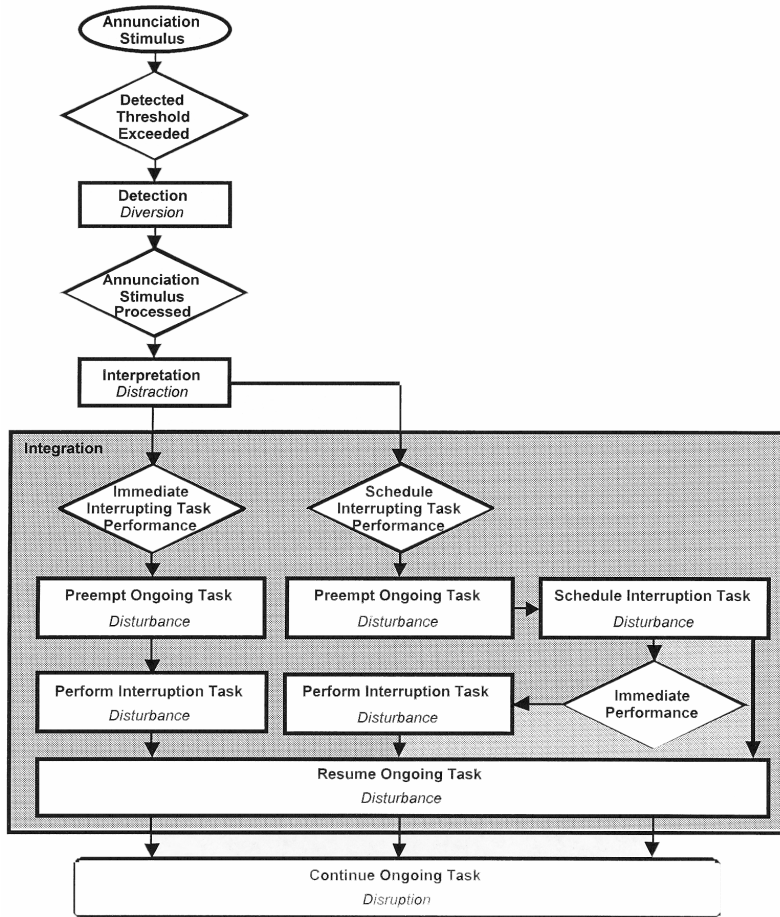 Annunciation
Stimulus
Detected
Threshold
Exceeded
Detection
Diversion
Annunciation
Stimulus
Processed
Interpretation
Distraction
Integration
Immediate
Interrupting Task
Performance
Schedule
Interrupting Task
Performance
Preempt Ongoing Task
Disturbance
Preempt Ongoing Task
Disturbance
Schedule Interruption Task
Disturbance
Perform Interruption Task
Disturbance
Perform Interruption Task
Disturbance
Immediate
Performance
Resume Ongoing Task
Disturbance
Continue Ongoing Task
Disruption